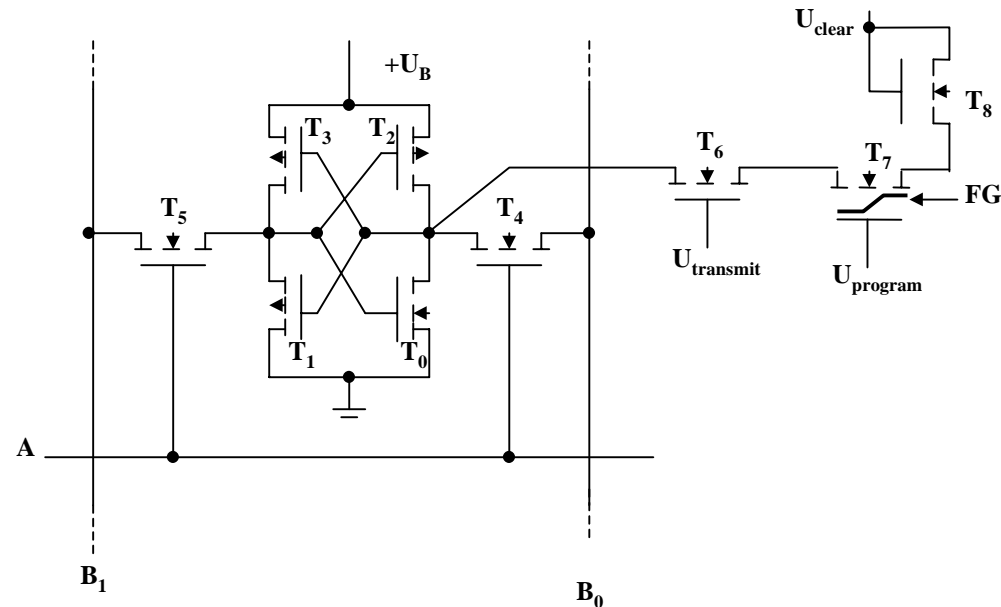 U_clear
+U_B
T_3
T_2
T_8
T_6
T_7
T_5
T_4
FG
U_transmit
U_program
T_1
T_0
A
B_1
B_0